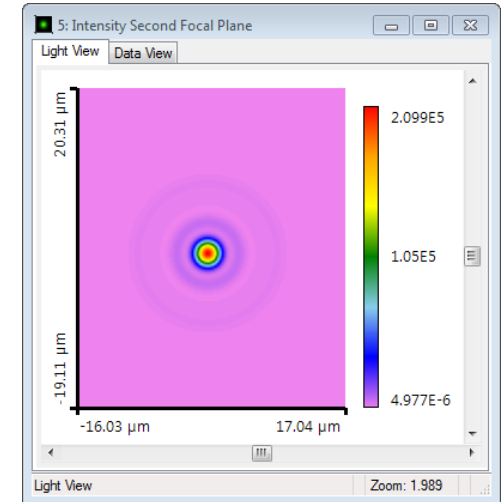 5: Intensity Second Focal Plane
Light View Data View
20.31 µm
-19.11 µm
-16.03 µm 17.04 µm
2.099E5
1.05E5
4.977E-6
Light View Zoom: 1.989